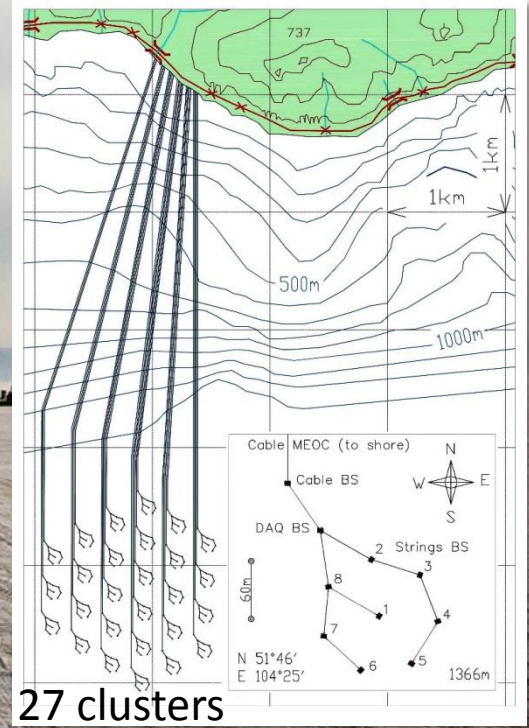 737
1km
1km
500m
1000m
Cable MEOC (to shore)
N
Cable BS
W E
S
DAQ BS
Strings BS
2
3
60m
8
1
4
7
6
5
N 51°46′
E 104°25′
1366m
27 clusters